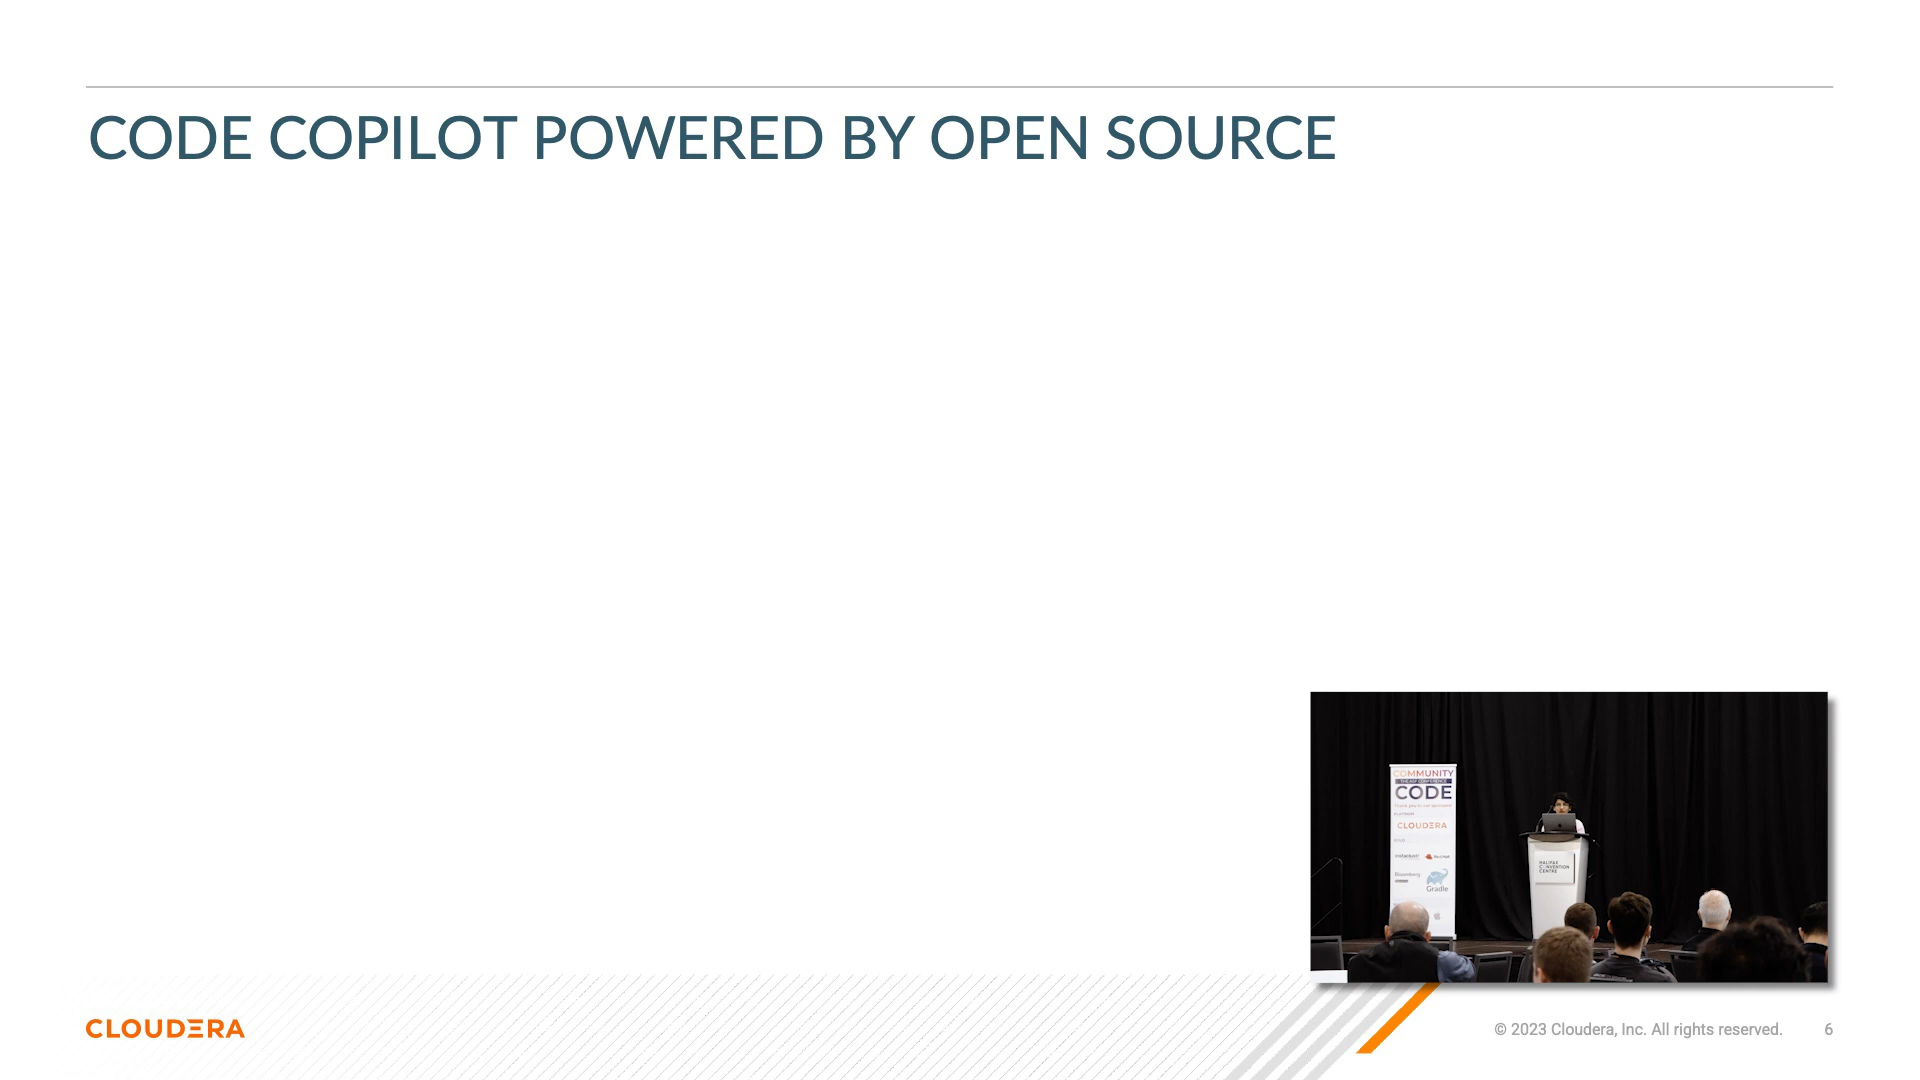 CODE COPILOT POWERED BY OPEN SOURCE
COMMUNITY
CODE
CLOUDERA
Bloomberg
Gradle
HALIFAX
CONVENTION
CENTRE
CLOUDERA
© 2023 Cloudera, Inc. All rights reserved.
6